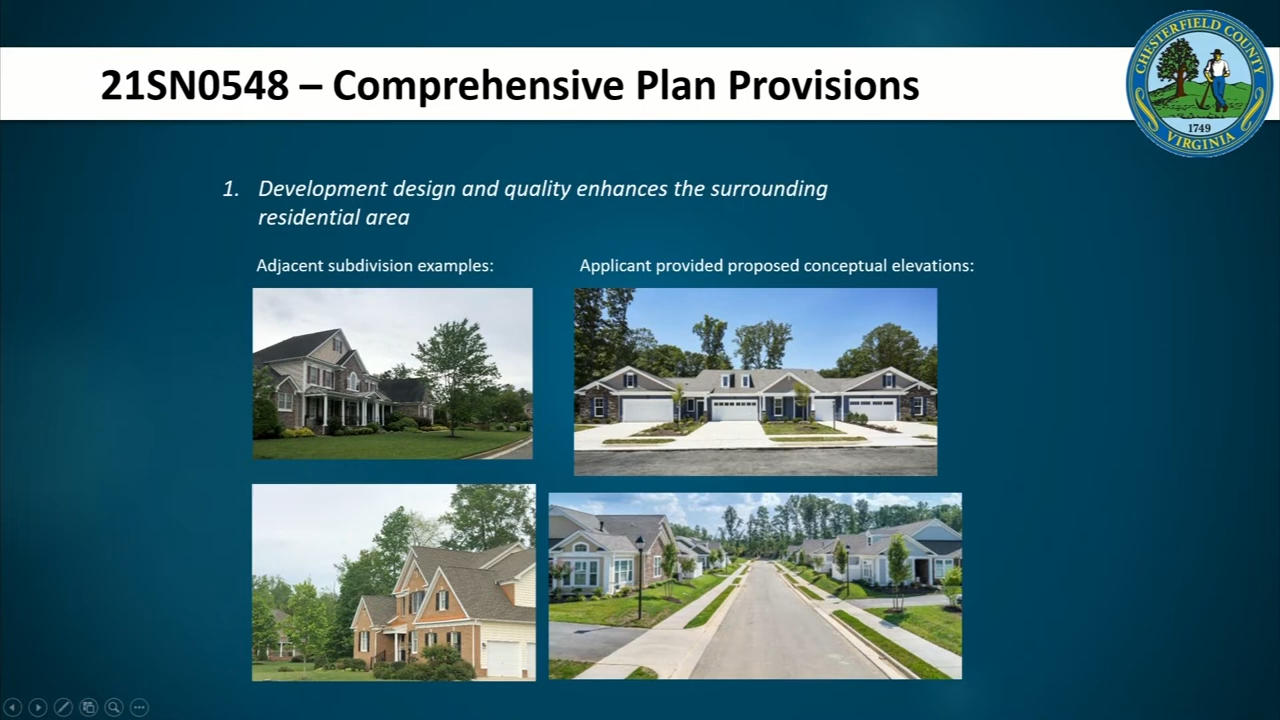 21SN0548 – Comprehensive Plan Provisions
CHESTERFIELD COUNTY
1749
VIRGINIA
1. Development design and quality enhances the surrounding
residential area
Adjacent subdivision examples:
Applicant provided proposed conceptual elevations: